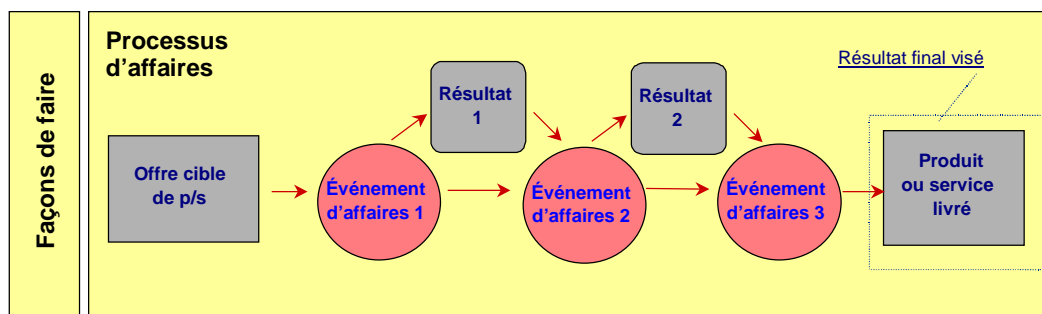 Façons de faire
Processus
d'affaires
Résultat final visé
Résultat
1
Résultat
2
Offre cible
de p/s
Événement
d'affaires 1
Événement
d'affaires 2
Événement
d'affaires 3
Produit
ou service
livré